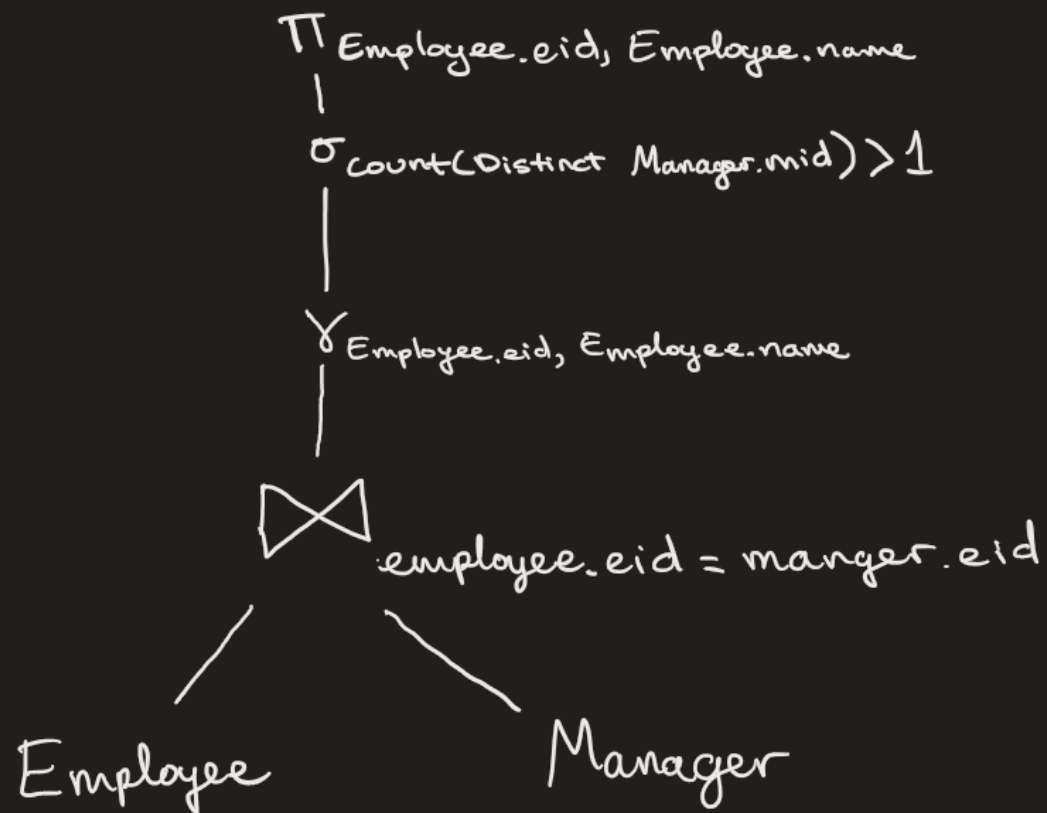 π Employee.eid, Employee.name
σ count(Distinct Manager.mid) > 1
γ Employee.eid, Employee.name
⋈ employee.eid = manger.eid
Employee Manager